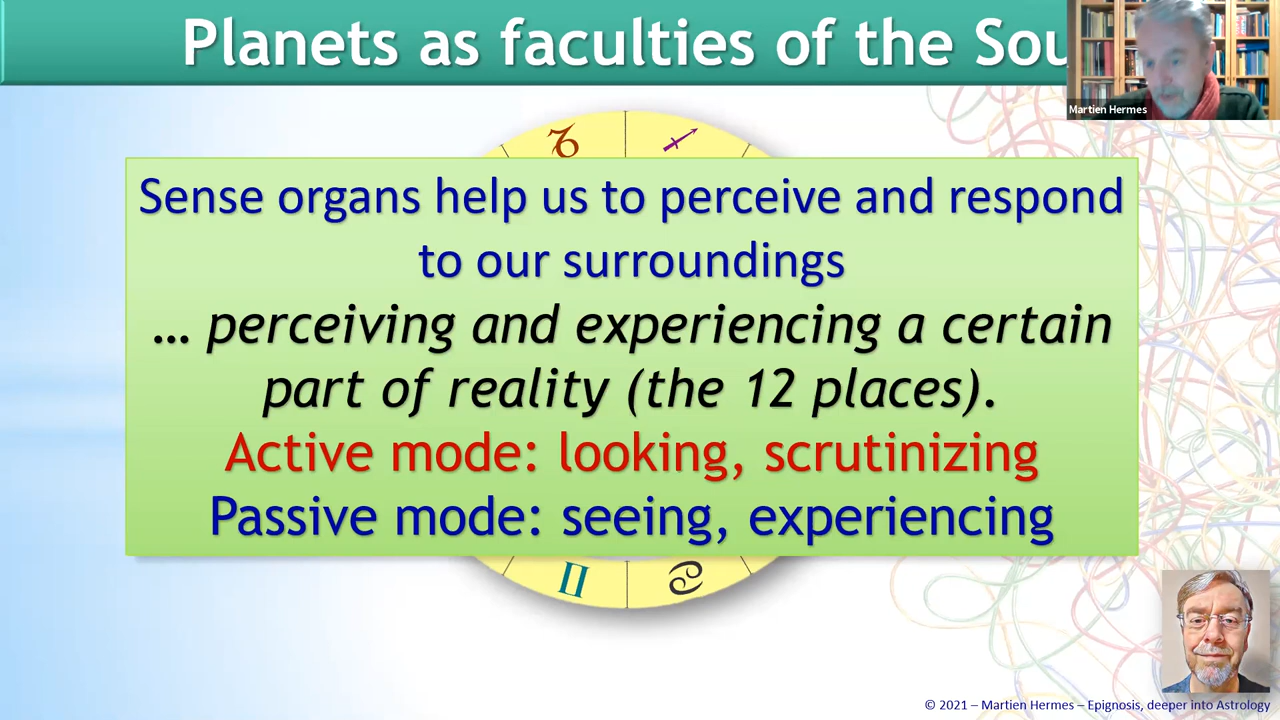 Planets as faculties of the Sou
Martien Hermes
Sense organs help us to perceive and respond
to our surroundings
... perceiving and experiencing a certain
part of reality (the 12 places).
Active mode: looking, scrutinizing
Passive mode: seeing, experiencing
♑ ♐
♊ ♋
© 2021 – Martien Hermes – Epignosis, deeper into Astrology